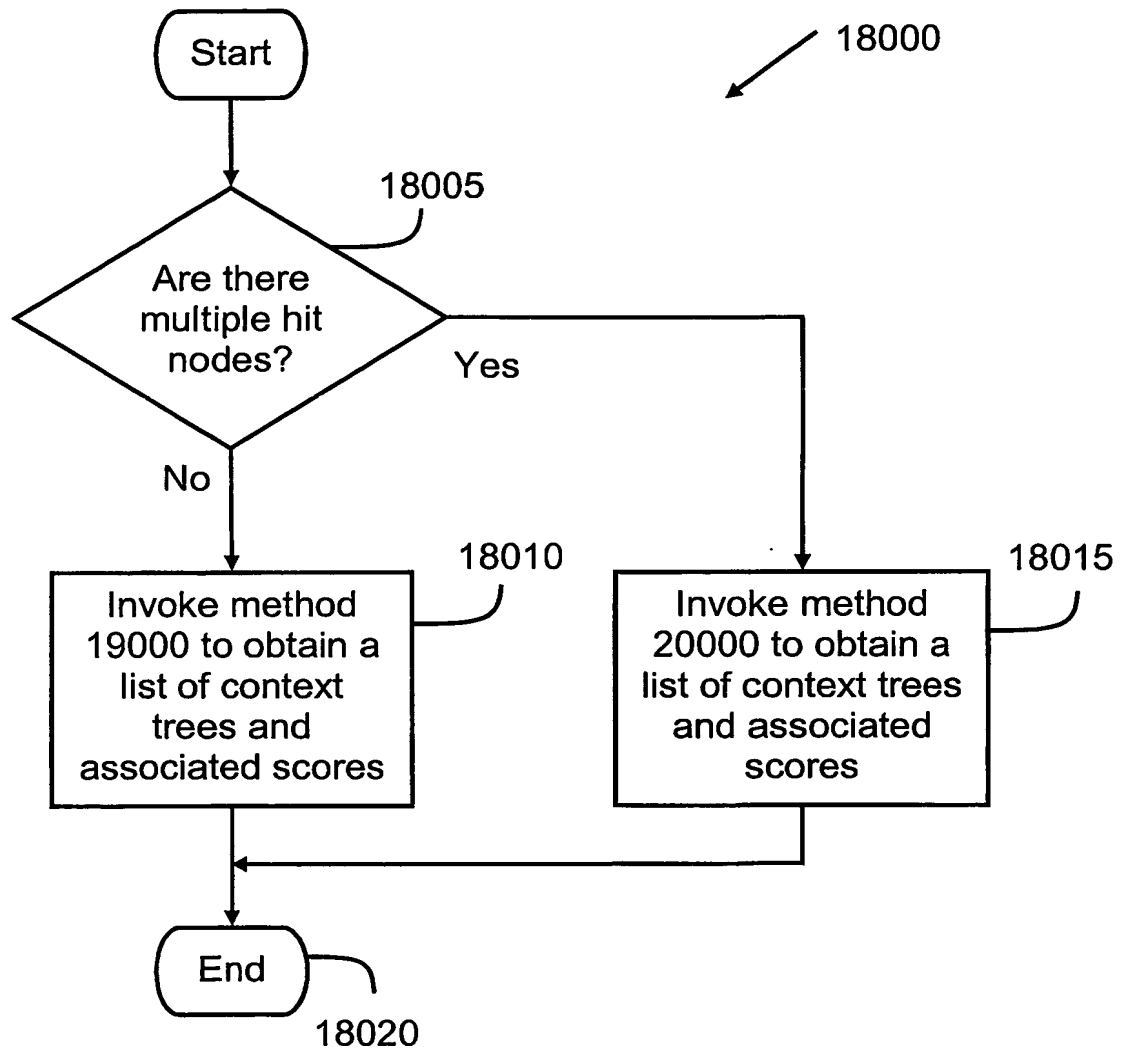 Start
18000
18005
Are there
multiple hit
nodes?
Yes
No
18010
18015
Invoke method
19000 to obtain a
list of context
trees and
associated scores
Invoke method
20000 to obtain a
list of context trees
and associated
scores
End
18020